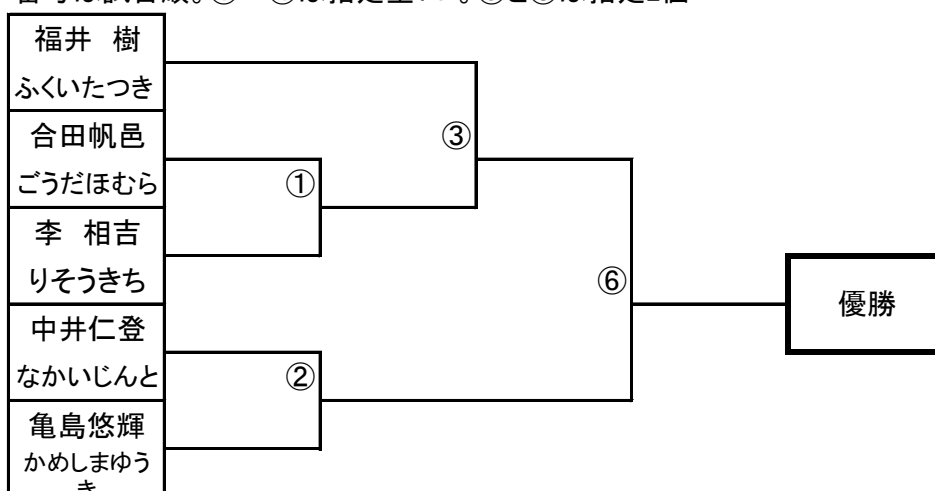 福井 樹
ふくいたつき
合田帆邑
ごうだほむら
李 相吉
りそうきち
中井仁登
なかいじんと
亀島悠輝
かめしまゆう
き
①
②
③
⑥
優勝